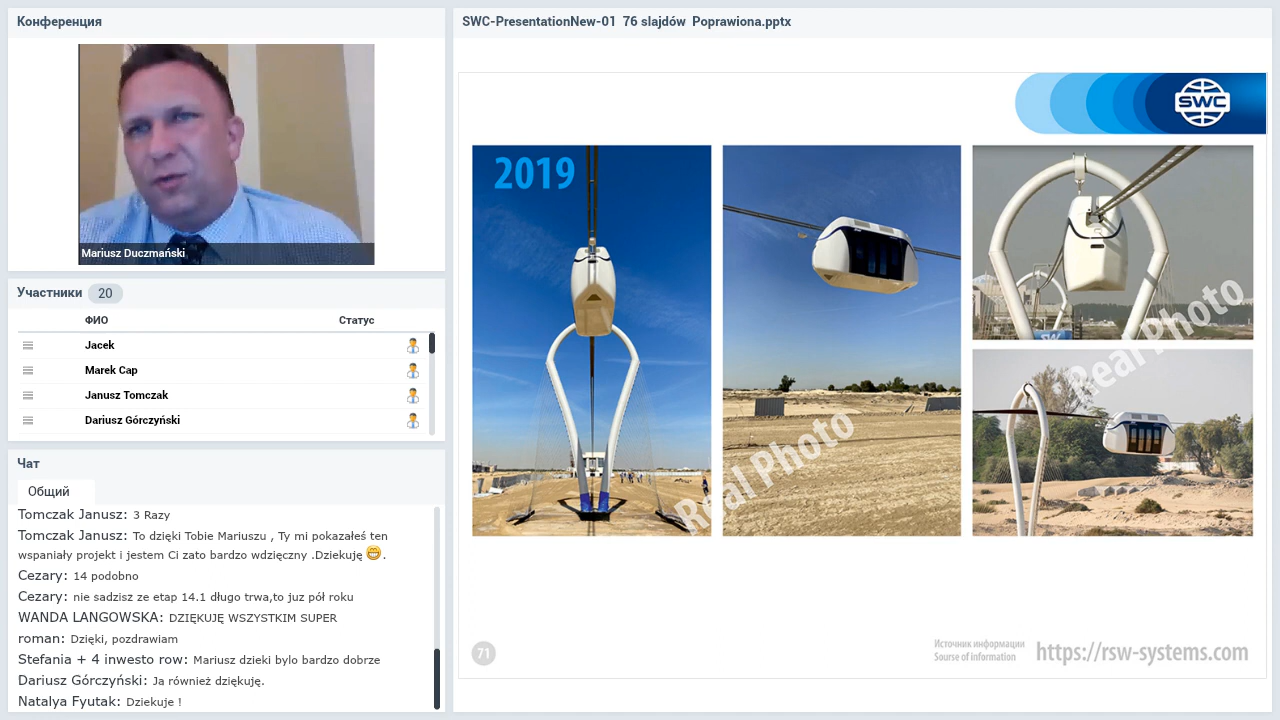 Конференция
Mariusz Duczmański
Участники 20
ФИО Статус
Jacek
Marek Cap
Janusz Tomczak
Dariusz Górczyński
Чат
Общий
Tomczak Janusz: 3 Razy
Tomczak Janusz: To dzięki Tobie Mariuszu , Ty mi pokazałeś ten
wspaniały projekt i jestem Ci zato bardzo wdzięczny .Dziekuję 😁.
Cezary: 14 podobno
Cezary: nie sadzisz ze etap 14.1 długo trwa,to juz pół roku
WANDA LANGOWSKA: DZIĘKUJĘ WSZYSTKIM SUPER
roman: Dzięki, pozdrawiam
Stefania + 4 inwesto row: Mariusz dzieki .bylo bardzo dobrze
Dariusz Górczyński: Ja również dziękuję.
Natalya Fyutak: Dziekuje !
SWC-PresentationNew-01 76 slajdów Poprawiona.pptx
SWC
2019
Real Photo
Real Photo
SW
71
Источник информации
Sourse of information
https://rsw-systems.com